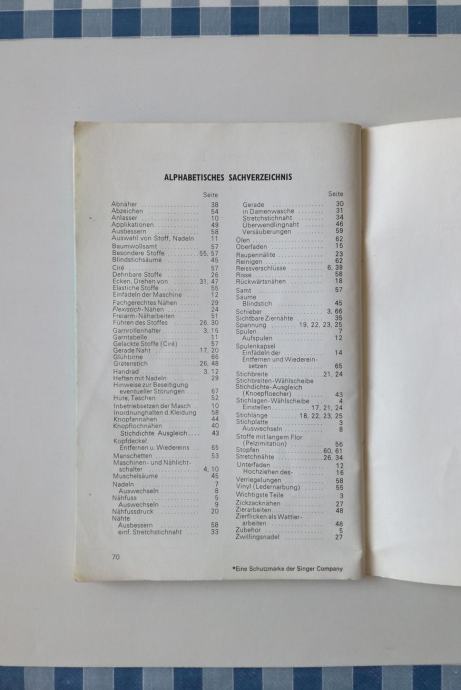 ALPHABETISCHES SACHVERZEICHNIS
Seite
Abnäher 38
Abzeichen 54
Anlasser 10
Applikationen 49
Ausbessern 58
Auswahl von Stoff, Nadeln 11
Baumwollsamt 57
Besondere Stoffe 55, 57
Blindstichsäume 45
Ciré 57
Dehnbare Stoffe 26
Ecken, Drehen von 31, 47
Elastische Stoffe 55
Einfädeln der Maschine 12
Fachgerechtes Nähen 29
Flexistich-Nähen 24
Freiarm-Näharbeiten 51
Führen des Stoffes 26, 30
Garnrollenhalter 3, 15
Garntabelle 11
Gelackte Stoffe (Ciré) 57
Gerade Naht 17, 20
Glühbirne 66
Grätenstich 26, 48
Handrad 3, 12
Heften mit Nadeln 29
Hinweise zur Beseitigung
eventueller Störungen 67
Hüte, Taschen 52
Inbetriebsetzen der Masch 10
Inordnunghalten d. Kleidung 58
Knopfannähen 44
Knopflochnähen 40
Stichdichte Ausgleich 43
Kopfdeckel:
Entfernen u. Wiedereins 65
Manschetten 53
Maschinen- und Nählicht-
schalter 4, 10
Muschelsäume 45
Nadeln 7
Auswechseln 8
Nähfuss 5
Auswechseln 9
Nähfussdruck 20
Nähte
Ausbessern 58
einf. Stretchstichnaht 33
Seite
Gerade 30
in Damenwäsche 31
Stretchstichnaht 34
Überwendlingnaht 46
Versäuberungen 59
Ölen 62
Oberfaden 15
Raupennälite 23
Reinigen 62
Reissverschlüsse 6, 39
Risse 58
Rückwärtsnähen 18
Samt 57
Säume
Blindstich 45
Schieber 3, 66
Sichtbare Ziernähte 35
Spannung 19, 22, 23, 25
Spulen 7
Aufspulen 12
Spulenkapsel
Einfädeln der 14
Entfernen und Wiederein-
setzen 65
Stichbreite 21, 24
Stichbreiten-Wählscheibe
Stichdichte-Ausgleich
(Knoepfloecher) 43
Stichlagen-Wählscheibe 4
Einstellen 17, 21, 24
Stichlänge 18, 22, 23, 25
Stichplatte 3
Auswechseln 8
Stoffe mit langem Flor
(Pelzimitation) 56
Stopfen 60, 61
Stretchnähte 26, 34
Unterfaden 12
Hochziehen des- 16
Verriegelungen 58
Vinyl (Ledernarbung) 55
Wichtigste Teile 3
Zickzacknähen 27
Zierarbeiten 48
Zierflicken als Wattier-
arbeiten 48
Zubehör 5
Zwillingsnadel 27
70
*Eine Schutzmarke der Singer Company